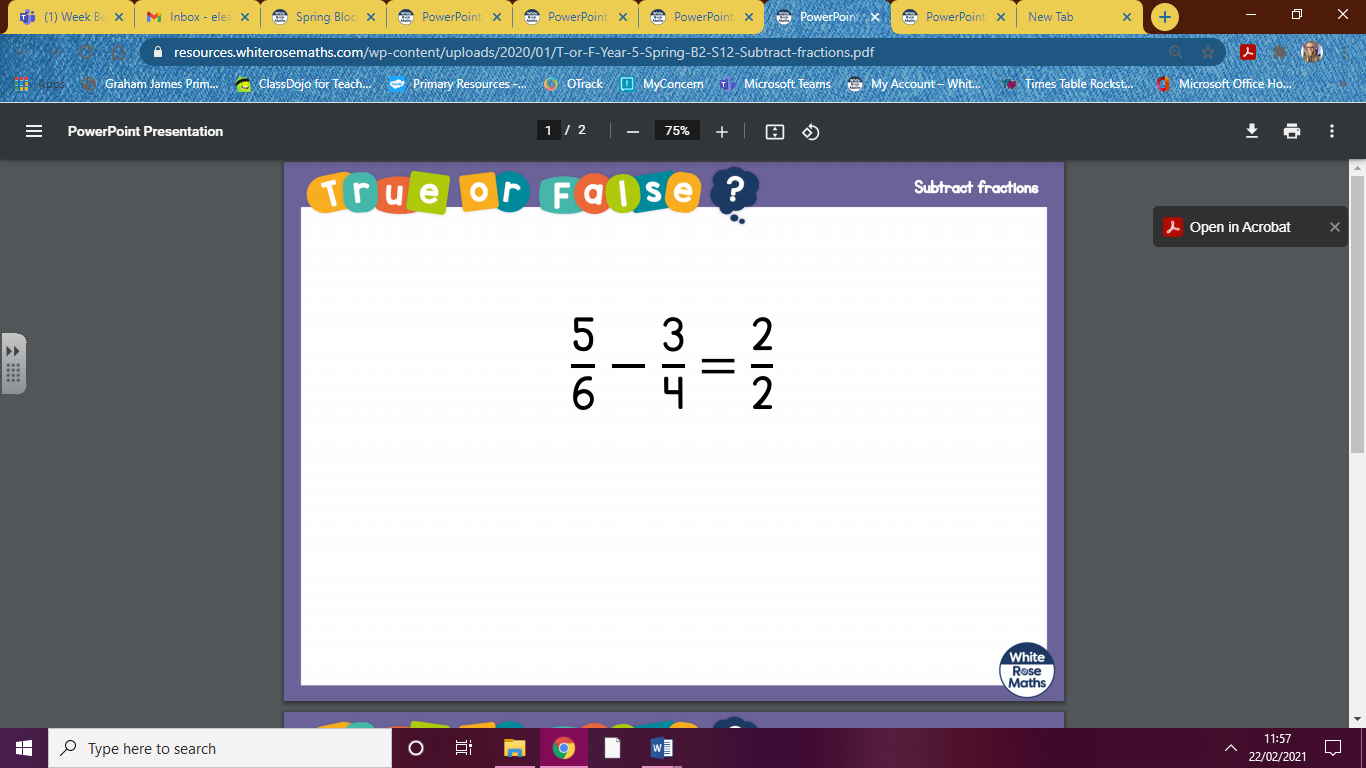 (1) Week Be
Inbox - elea
Spring Bloc
PowerPoint
PowerPoint
PowerPoint
PowerPoin
PowerPoint
New Tab
resources.whiterosemaths.com/wp-content/uploads/2020/01/T-or-F-Year-5-Spring-B2-S12-Subtract-fractions.pdf
Apps
Graham James Prim...
ClassDojo for Teach...
Primary Resources -...
OTrack
MyConcern
Microsoft Teams
My Account – Whit...
Times Table Rockst...
Microsoft Office Ho...
PowerPoint Presentation
1 / 2
75%
True or False ?
Subtract fractions
Open in Acrobat
5/6 − 3/4 = 2/2
White
Rose
Maths
Type here to search
11:57
22/02/2021